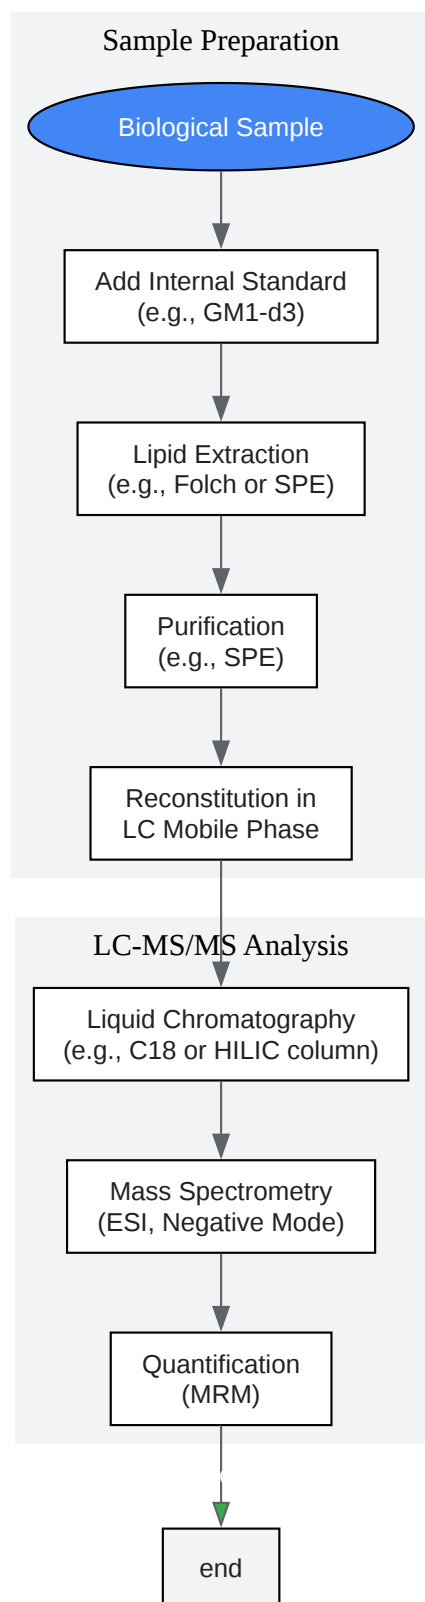 Sample Preparation
Biological Sample
Add Internal Standard
(e.g., GM1-d3)
Lipid Extraction
(e.g., Folch or SPE)
Purification
(e.g., SPE)
Reconstitution in
LC Mobile Phase
LC-MS/MS Analysis
Liquid Chromatography
(e.g., C18 or HILIC column)
Mass Spectrometry
(ESI, Negative Mode)
Quantification
(MRM)
end